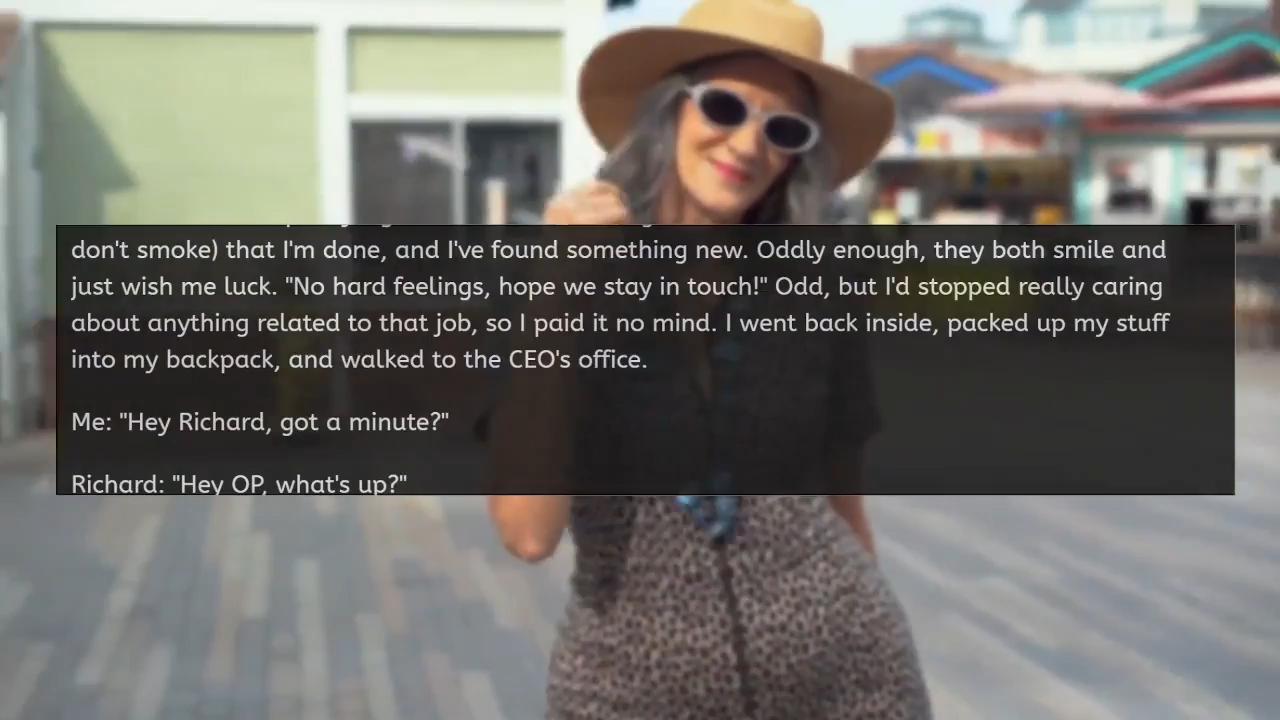 don't smoke) that I'm done, and I've found something new. Oddly enough, they both smile and
just wish me luck. "No hard feelings, hope we stay in touch!" Odd, but I'd stopped really caring
about anything related to that job, so I paid it no mind. I went back inside, packed up my stuff
into my backpack, and walked to the CEO's office.
Me: "Hey Richard, got a minute?"
Richard: "Hey OP, what's up?"